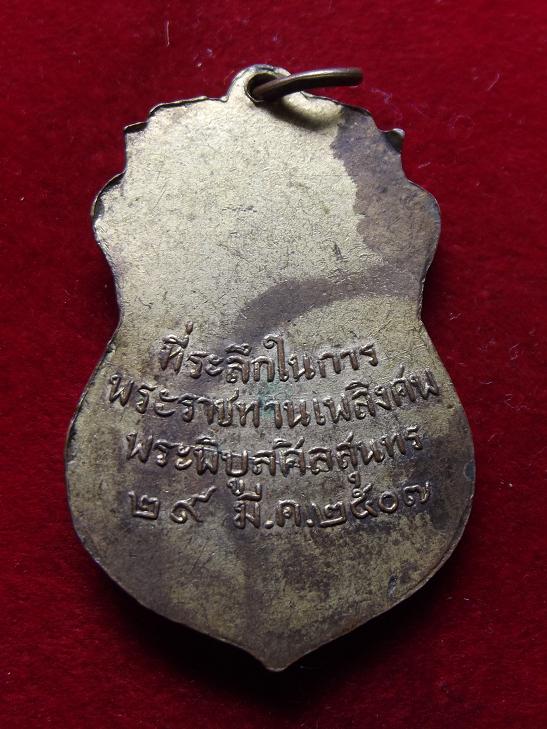 ที่ระลึกในการ
พระราชทานเพลิงศพ
พระพิบูลศิลสุนทร
๒๙ มี.ค.๒๕๐๗